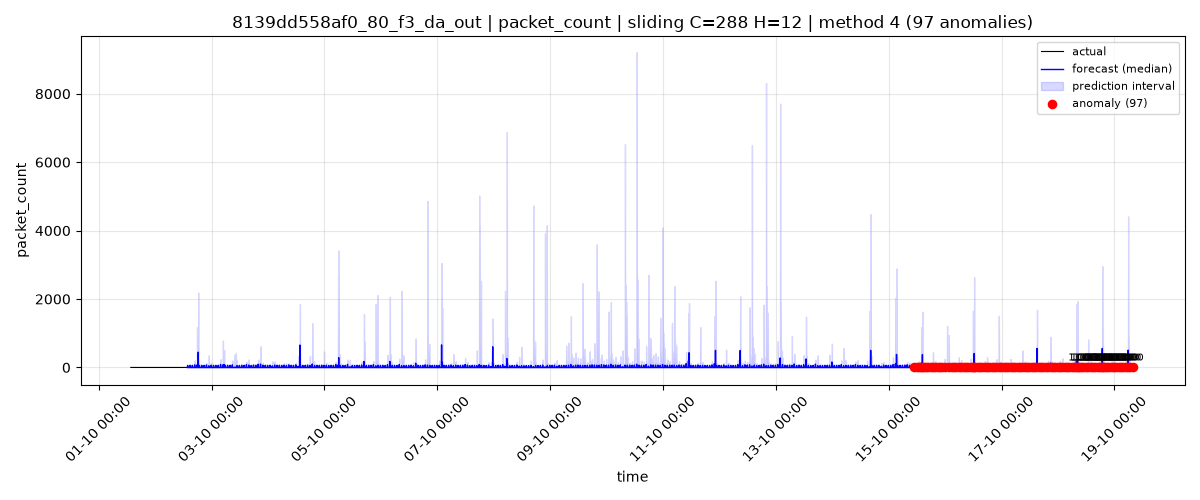 8139dd558af0_80_f3_da_out | packet_count | sliding C=288 H=12 | method 4 (97 anomalies)
packet_count
8000
6000
4000
2000
0
actual
forecast (median)
prediction interval
anomaly (97)
01-10 00:00
03-10 00:00
05-10 00:00
07-10 00:00
09-10 00:00
11-10 00:00
13-10 00:00
15-10 00:00
17-10 00:00
19-10 00:00
time